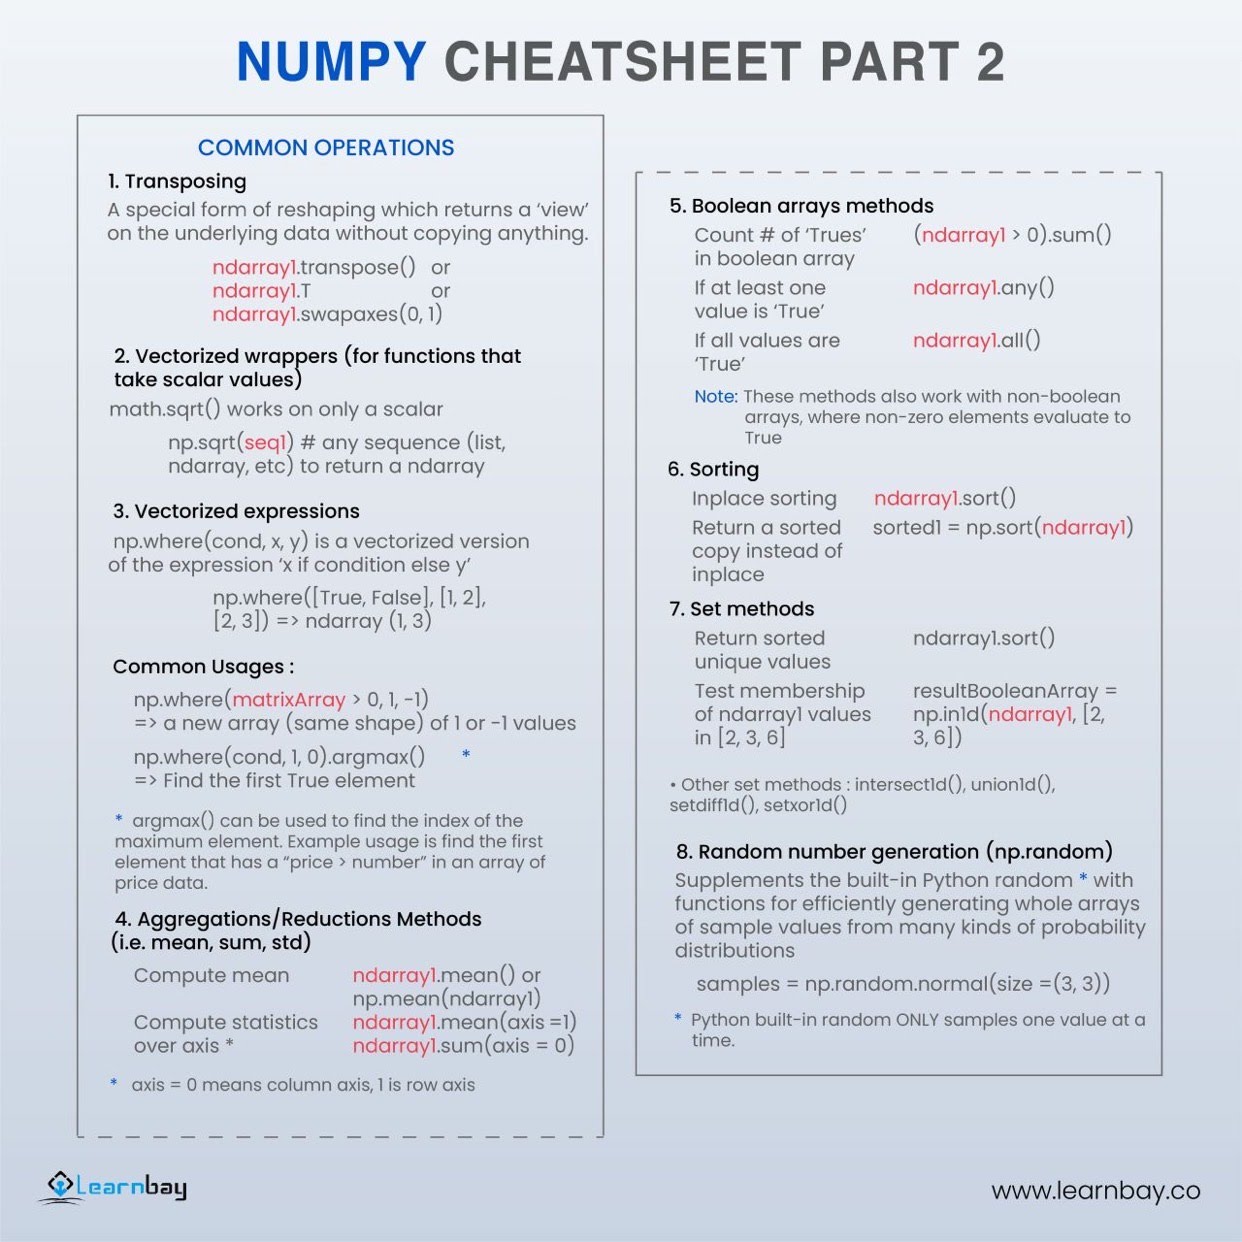 NUMPY CHEATSHEET PART 2
COMMON OPERATIONS
1. Transposing
A special form of reshaping which returns a ‘view’
on the underlying data without copying anything.
ndarray1.transpose() or
ndarray1.T or
ndarray1.swapaxes(0, 1)
2. Vectorized wrappers (for functions that
take scalar values)
math.sqrt() works on only a scalar
np.sqrt(seq1) # any sequence (list,
ndarray, etc) to return a ndarray
3. Vectorized expressions
np.where(cond, x, y) is a vectorized version
of the expression ‘x if condition else y’
np.where([True, False], [1, 2],
[2, 3]) => ndarray (1, 3)
Common Usages :
np.where(matrixArray > 0, 1, -1)
=> a new array (same shape) of 1 or -1 values
np.where(cond, 1, 0).argmax() *
=> Find the first True element
* argmax() can be used to find the index of the
maximum element. Example usage is find the first
element that has a “price > number” in an array of
price data.
4. Aggregations/Reductions Methods
(i.e. mean, sum, std)
Compute mean ndarray1.mean() or
np.mean(ndarray1)
Compute statistics ndarray1.mean(axis =1)
over axis * ndarray1.sum(axis = 0)
* axis = 0 means column axis, 1 is row axis
5. Boolean arrays methods
Count # of ‘Trues’ (ndarray1 > 0).sum()
in boolean array
If at least one ndarray1.any()
value is ‘True’
If all values are ndarray1.all()
‘True’
Note: These methods also work with non-boolean
arrays, where non-zero elements evaluate to
True
6. Sorting
Inplace sorting ndarray1.sort()
Return a sorted sorted1 = np.sort(ndarray1)
copy instead of
inplace
7. Set methods
Return sorted ndarray1.sort()
unique values
Test membership resultBooleanArray =
of ndarray1 values np.in1d(ndarray1, [2,
in [2, 3, 6] 3, 6])
• Other set methods : intersect1d(), union1d(),
setdiff1d(), setxor1d()
8. Random number generation (np.random)
Supplements the built-in Python random * with
functions for efficiently generating whole arrays
of sample values from many kinds of probability
distributions
samples = np.random.normal(size =(3, 3))
* Python built-in random ONLY samples one value at a
time.
Learnbay
www.learnbay.co